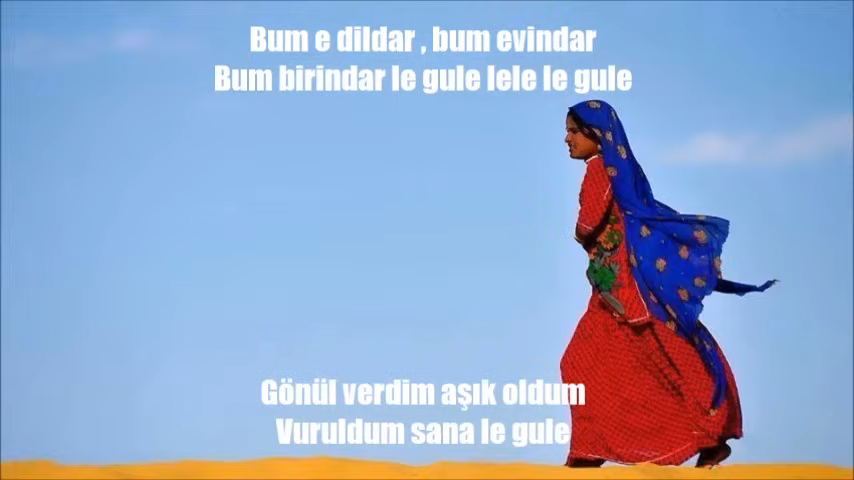 Bum e dildar , bum evindar
Bum birindar le gule lele le gule
Gönül verdim aşık oldum
Vuruldum sana le gule